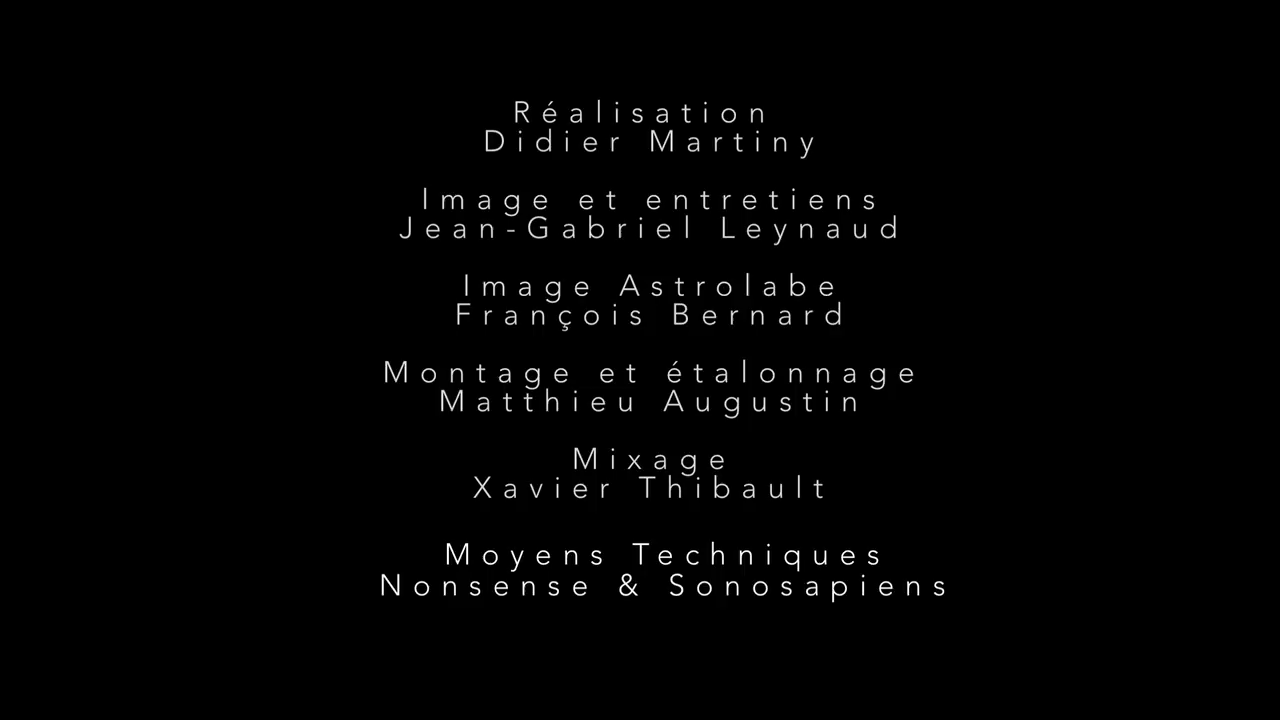 Réalisation
Didier Martiny
Image et entretiens
Jean-Gabriel Leynaud
Image Astrolabe
François Bernard
Montage et étalonnage
Matthieu Augustin
Mixage
Xavier Thibault
Moyens Techniques
Nonsense & Sonosapiens